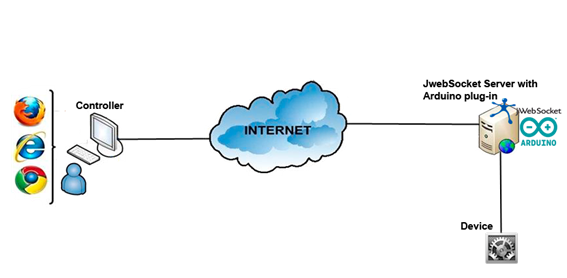 Controller
INTERNET
JwebSocket Server with
Arduino plug-in
WebSocket
ARDUINO
Device